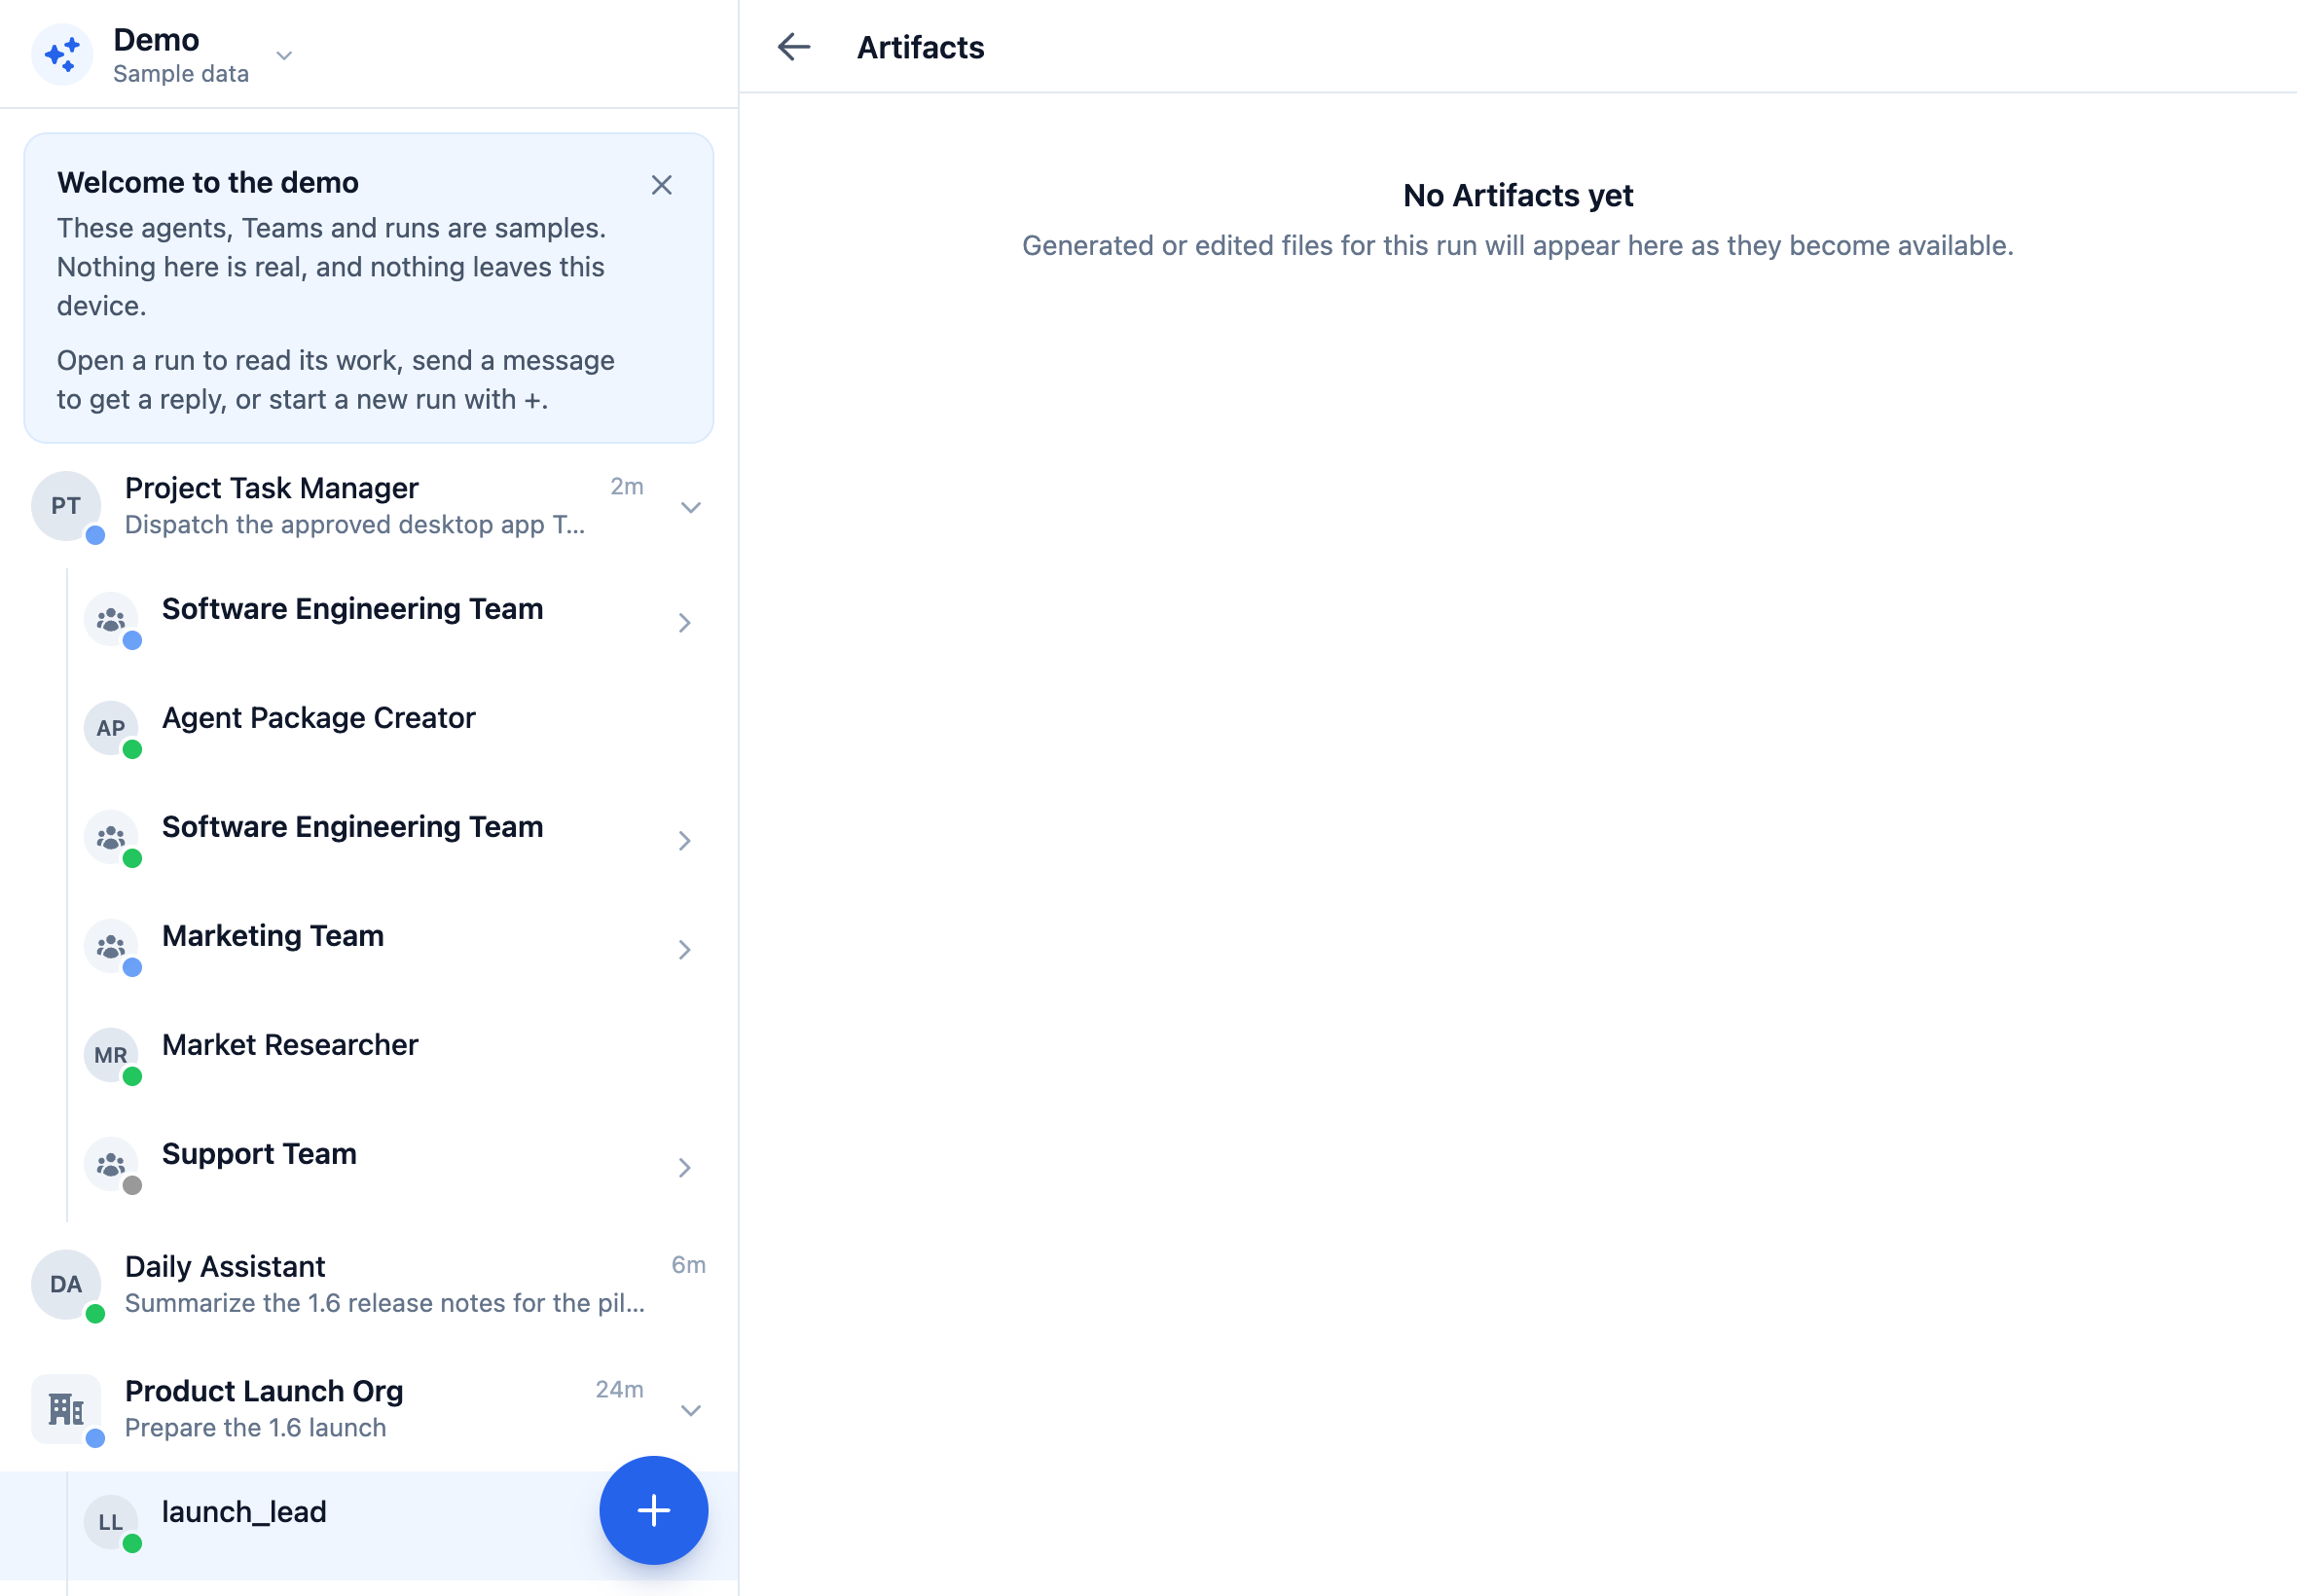 Demo
Sample data
Welcome to the demo
These agents, Teams and runs are samples.
Nothing here is real, and nothing leaves this
device.
Open a run to read its work, send a message
to get a reply, or start a new run with +.
PT
Project Task Manager
2m
Dispatch the approved desktop app T...
Software Engineering Team
AP
Agent Package Creator
Software Engineering Team
Marketing Team
MR
Market Researcher
Support Team
DA
Daily Assistant
6m
Summarize the 1.6 release notes for the pil...
Product Launch Org
24m
Prepare the 1.6 launch
LL
launch_lead
Artifacts
No Artifacts yet
Generated or edited files for this run will appear here as they become available.